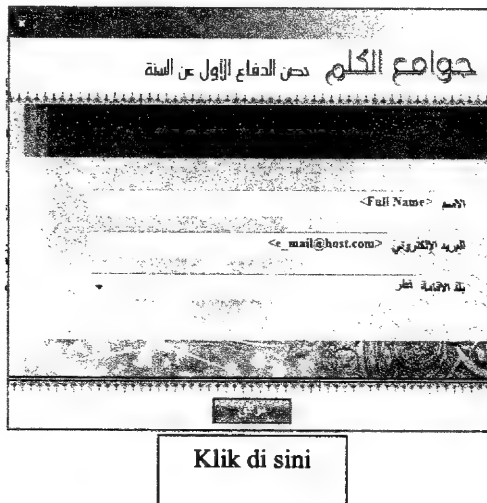 جوامع الكلم حصن الدفاع الأول عن السنة
الاسم <Full Name>
البريد الإلكتروني <e_mail@host.com>
بلد الاقامة قطر
Klik di sini